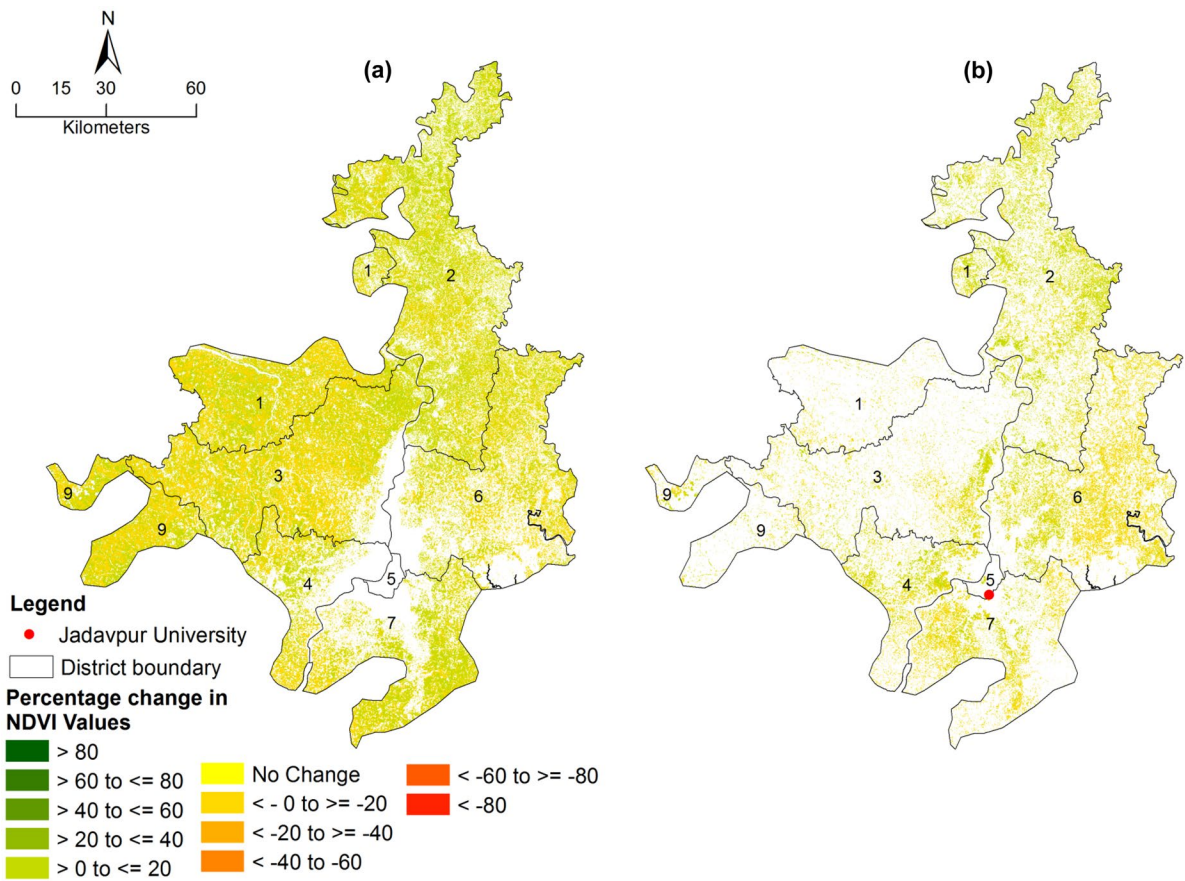 N
(a)
(b)
0 15 30 60
Kilometers
1
2
1
3
9
9
6
4
5
7
1
2
1
3
9
9
6
4
5
7
Legend
Jadavpur University
District boundary
Percentage change in
NDVI Values
> 80
> 60 to <= 80
> 40 to <= 60
> 20 to <= 40
> 0 to <= 20
No Change
< - 0 to >= -20
< -20 to >= -40
< -40 to -60
< -60 to >= -80
< -80